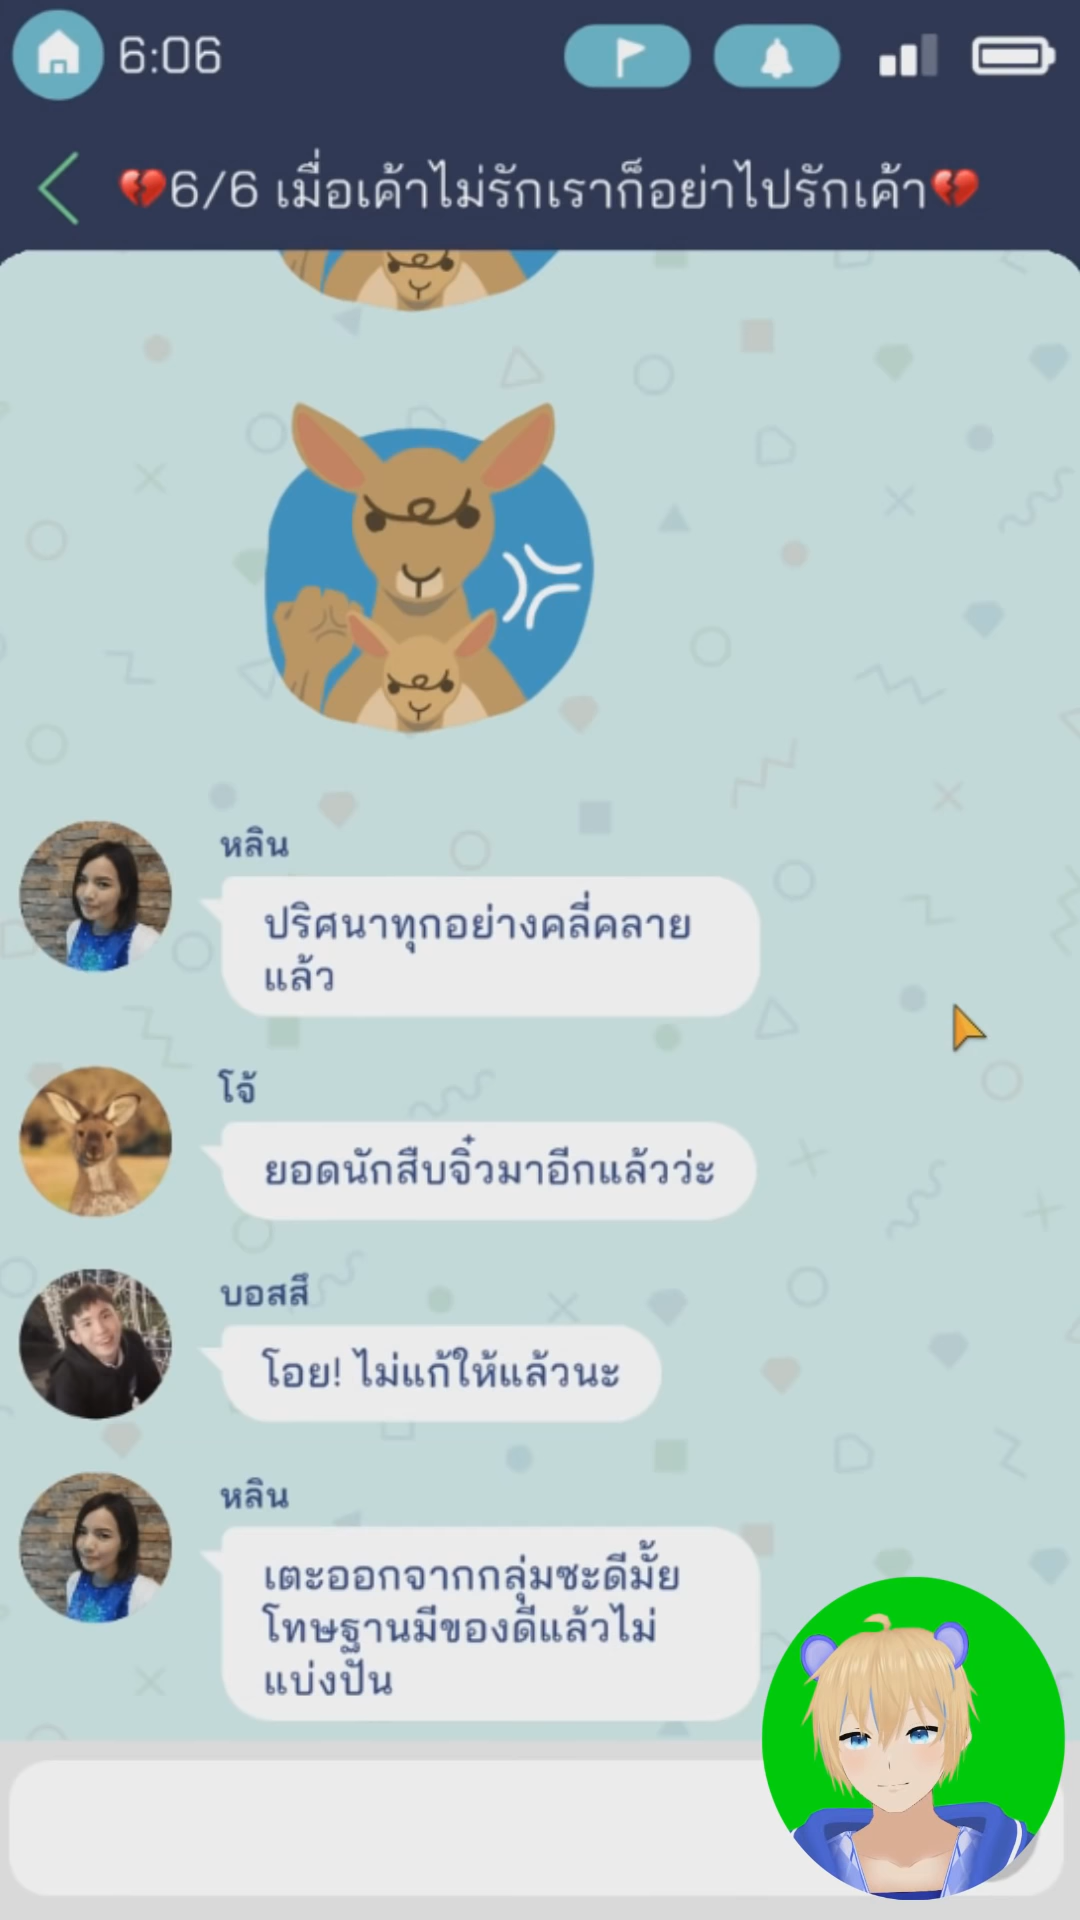 6:06
💔6/6 เมื่อเค้าไม่รักเราก็อย่าไปรักเค้า💔
หลิน
ปริศนาทุกอย่างคลี่คลาย
แล้ว
โจ้
ยอดนักสืบจิ๋วมาอีกแล้วว่ะ
บอสสึ
โอย! ไม่แก้ให้แล้วนะ
หลิน
เตะออกจากกลุ่มซะดีมั้ย
โทษฐานมีของดีแล้วไม่
แบ่งปัน